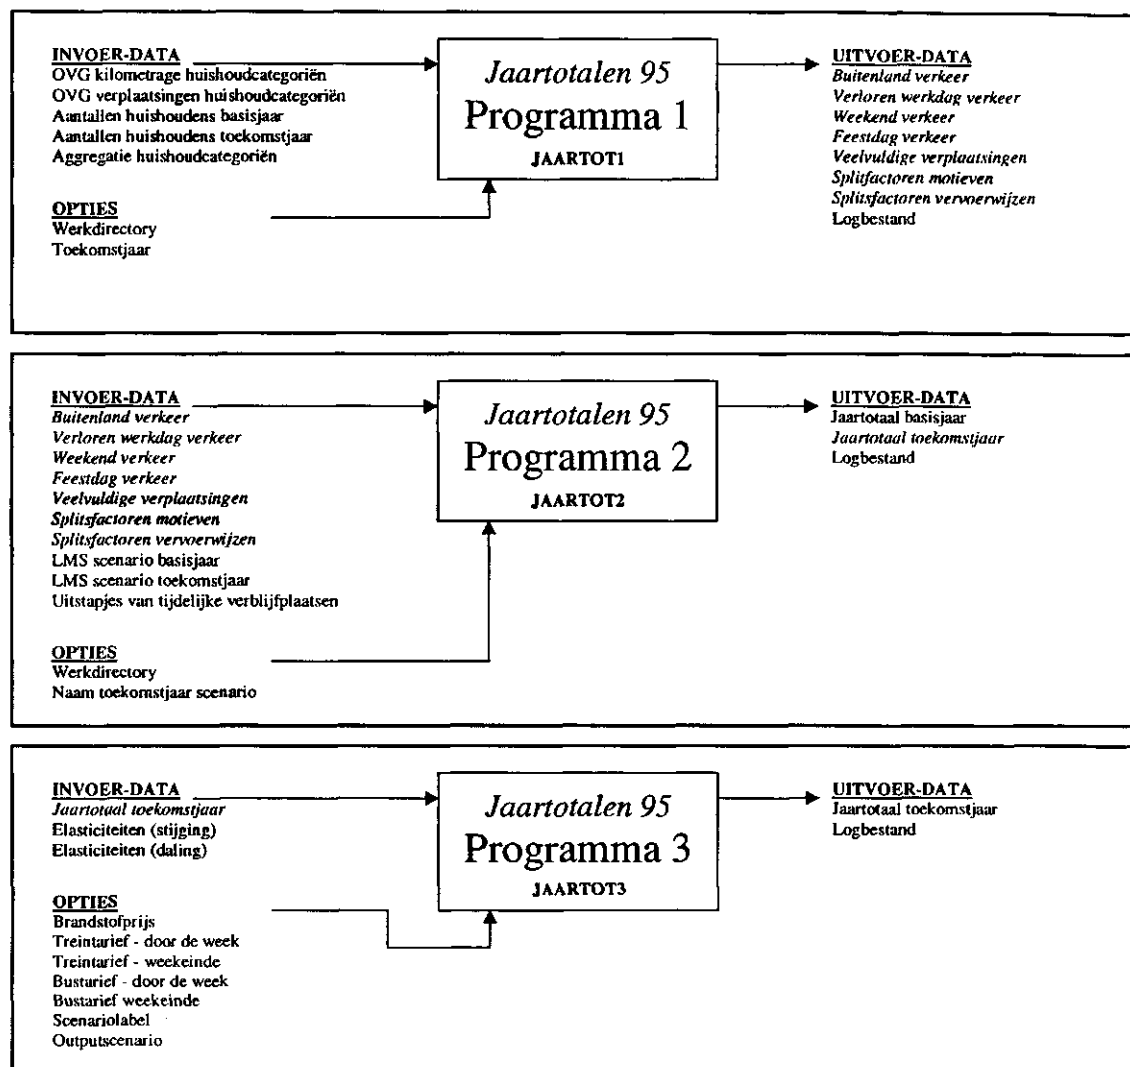 INVOER-DATA
OVG kilometrage huishoudcategoriën
OVG verplaatsingen huishoudcategoriën
Aantallen huishoudens basisjaar
Aantallen huishoudens toekomstjaar
Aggregatie huishoudcategoriën
OPTIES
Werkdirectory
Toekomstjaar
Jaartotalen 95
Programma 1
JAARTOT1
UITVOER-DATA
Buitenland verkeer
Verloren werkdag verkeer
Weekend verkeer
Feestdag verkeer
Veelvuldige verplaatsingen
Splitfactoren motieven
Splitsfactoren vervoerwijzen
Logbestand
INVOER-DATA
Buitenland verkeer
Verloren werkdag verkeer
Weekend verkeer
Feestdag verkeer
Veelvuldige verplaatsingen
Splitsfactoren motieven
Splitsfactoren vervoerwijzen
LMS scenario basisjaar
LMS scenario toekomstjaar
Uitstapjes van tijdelijke verblijfplaatsen
OPTIES
Werkdirectory
Naam toekomstjaar scenario
Jaartotalen 95
Programma 2
JAARTOT2
UITVOER-DATA
Jaartotaal basisjaar
Jaartotaal toekomstjaar
Logbestand
INVOER-DATA
Jaartotaal toekomstjaar
Elasticiteiten (stijging)
Elasticiteiten (daling)
OPTIES
Brandstofprijs
Treintarief - door de week
Treintarief - weekeinde
Bustarief - door de week
Bustarief weekeinde
Scenariolabel
Outputscenario
Jaartotalen 95
Programma 3
JAARTOT3
UITVOER-DATA
Jaartotaal toekomstjaar
Logbestand